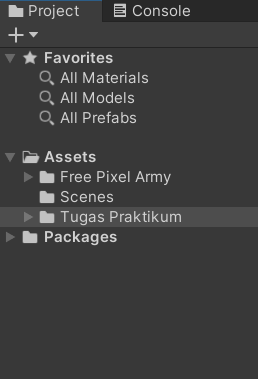 Project
Console
Favorites
All Materials
All Models
All Prefabs
Assets
Free Pixel Army
Scenes
Tugas Praktikum
Packages